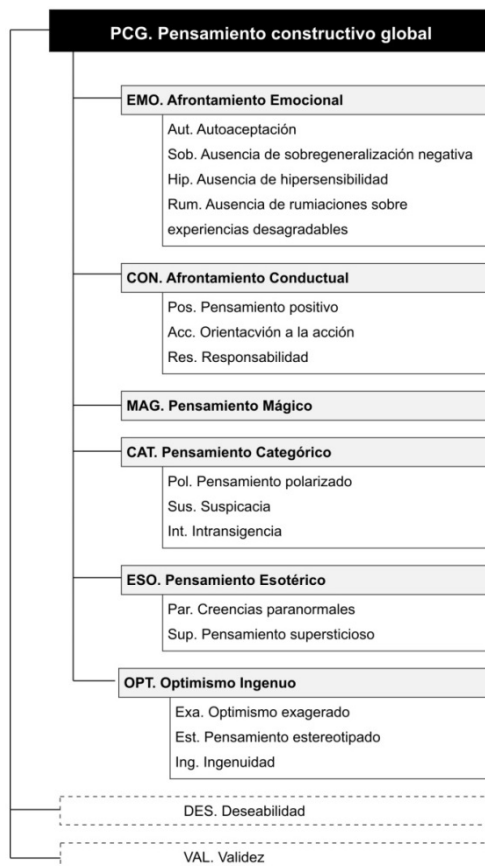 PCG. Pensamiento constructivo global
EMO. Afrontamiento Emocional
Aut. Autoaceptación
Sob. Ausencia de sobregeneralización negativa
Hip. Ausencia de hipersensibilidad
Rum. Ausencia de rumiaciones sobre
experiencias desagradables
CON. Afrontamiento Conductual
Pos. Pensamiento positivo
Acc. Orientacvión a la acción
Res. Responsabilidad
MAG. Pensamiento Mágico
CAT. Pensamiento Categórico
Pol. Pensamiento polarizado
Sus. Suspicacia
Int. Intransigencia
ESO. Pensamiento Esotérico
Par. Creencias paranormales
Sup. Pensamiento supersticioso
OPT. Optimismo Ingenuo
Exa. Optimismo exagerado
Est. Pensamiento estereotipado
Ing. Ingenuidad
DES. Deseabilidad
VAL. Validez